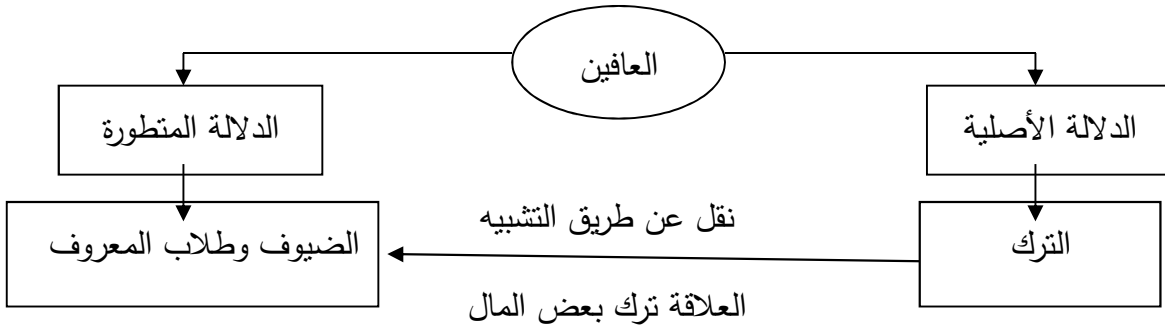 العافين
الدلالة الأصلية
الدلالة المتطورة
الترك
نقل عن طريق التشبيه
العلاقة ترك بعض المال
الضيوف وطلاب المعروف